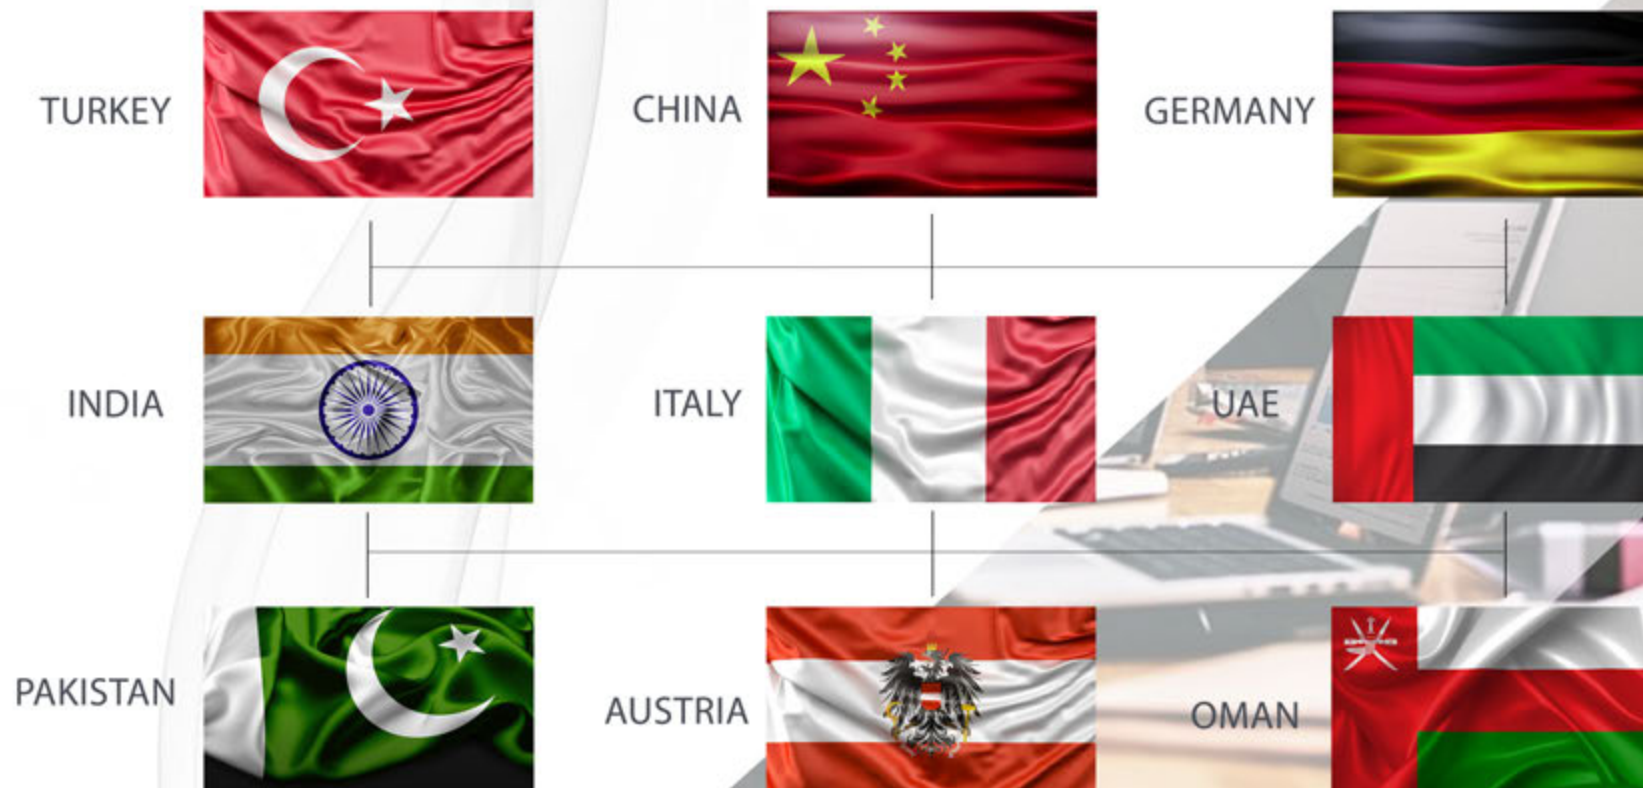 TURKEY
CHINA
GERMANY
INDIA
ITALY
UAE
PAKISTAN
AUSTRIA
OMAN